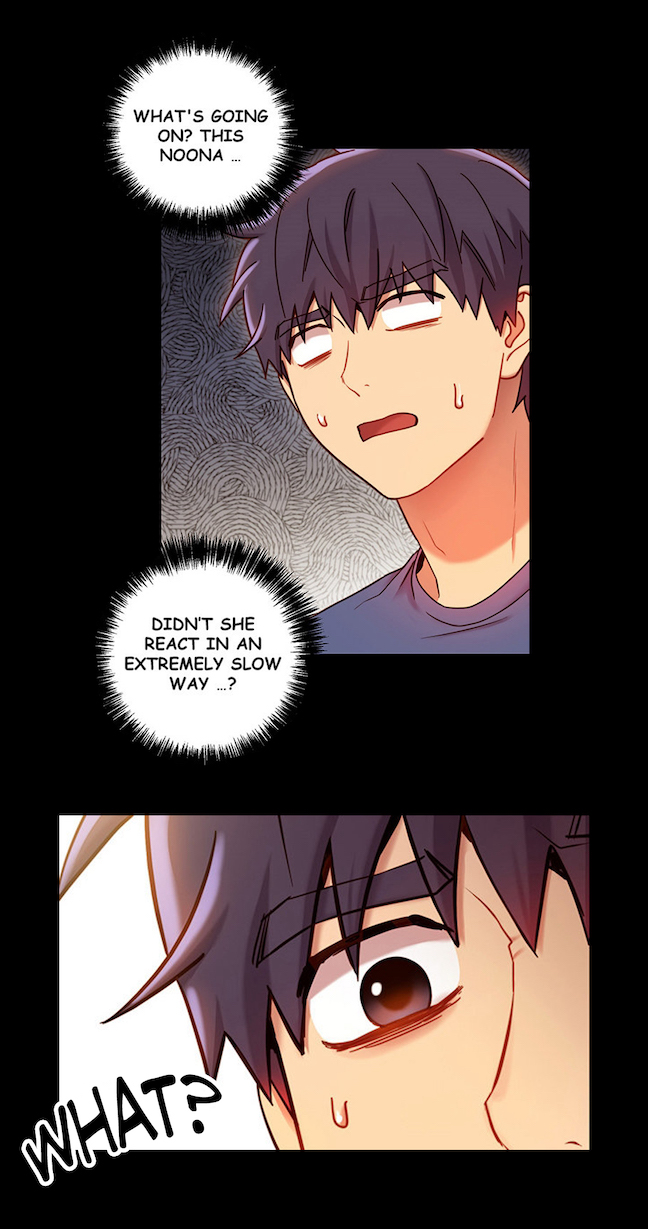 WHAT'S GOING
ON? THIS
NOONA ...
DIDN'T SHE
REACT IN AN
EXTREMELY SLOW
WAY ...?
WHAT?